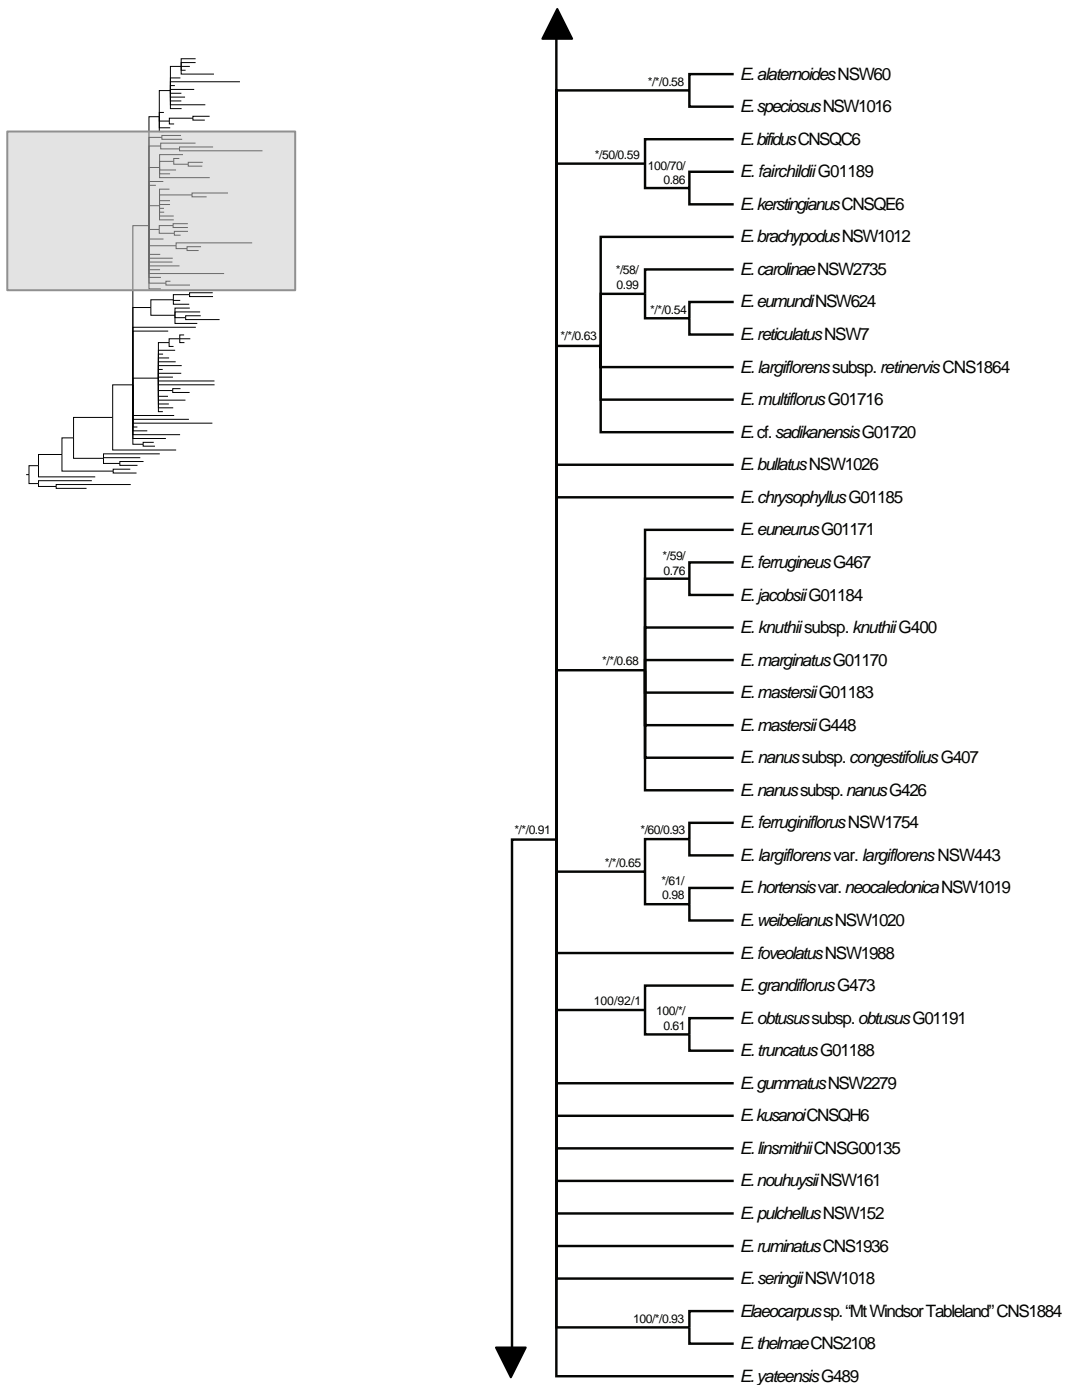 */*/0.58
E. alaternoides NSW60
E. speciosus NSW1016
*/50/0.59
E. bifidus CNSQC6
100/70/
0.86
E. fairchildii G01189
E. kerstingianus CNSQE6
*/*/0.63
E. brachypodus NSW1012
*/58/
0.99
E. carolinae NSW2735
*/*/0.54
E. eumundi NSW624
E. reticulatus NSW7
E. largiflorens subsp. retinervis CNS1864
E. multiflorus G01716
E. cf. sadikanensis G01720
E. bullatus NSW1026
E. chrysophyllus G01185
*/*/0.68
E. euneurus G01171
*/59/
0.76
E. ferrugineus G467
E. jacobsii G01184
E. knuthii subsp. knuthii G400
E. marginatus G01170
E. mastersii G01183
E. mastersii G448
E. nanus subsp. congestifolius G407
E. nanus subsp. nanus G426
*/*/0.91
*/*/0.65
*/60/0.93
E. ferruginiflorus NSW1754
E. largiflorens var. largiflorens NSW443
*/61/
0.98
E. hortensis var. neocaledonica NSW1019
E. weibelianus NSW1020
E. foveolatus NSW1988
100/92/1
E. grandiflorus G473
100/*/
0.61
E. obtusus subsp. obtusus G01191
E. truncatus G01188
E. gummatus NSW2279
E. kusanoi CNSQH6
E. linsmithii CNSG00135
E. nouhuysii NSW161
E. pulchellus NSW152
E. ruminatus CNS1936
E. seringii NSW1018
100/*/0.93
Elaeocarpus sp. “Mt Windsor Tableland” CNS1884
E. thelmae CNS2108
E. yateensis G489